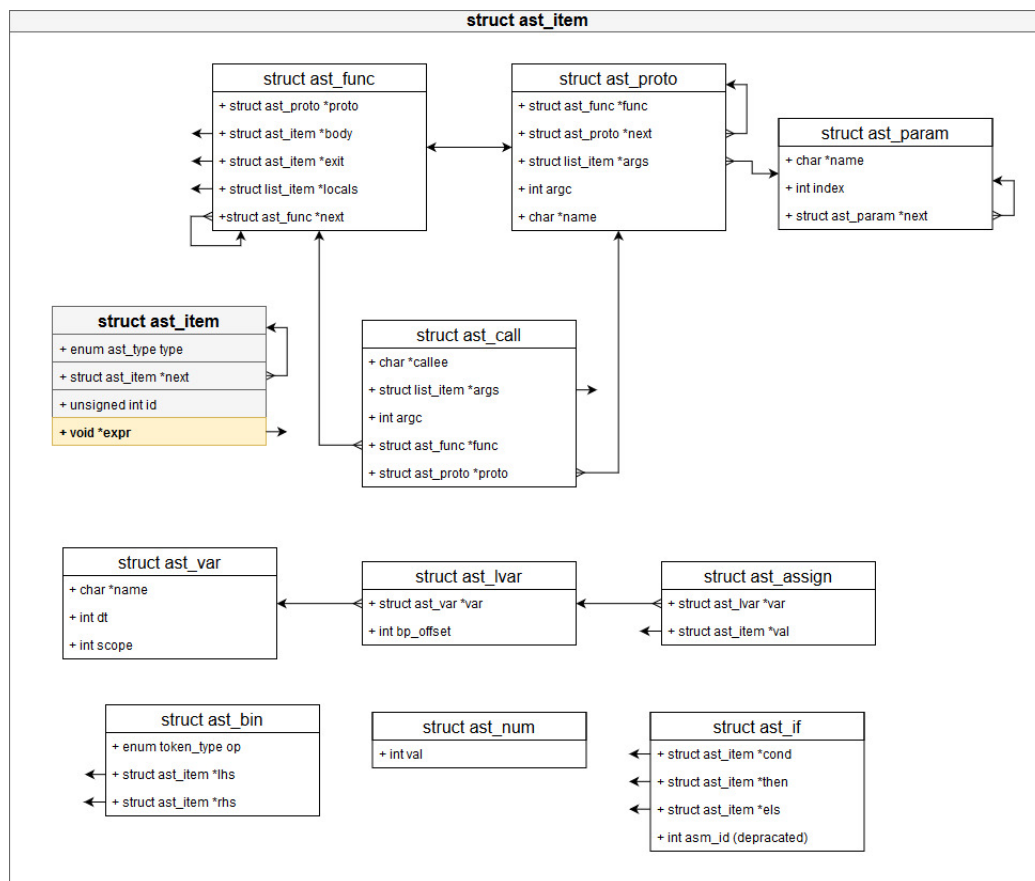 struct ast_item
struct ast_func
+ struct ast_proto *proto
+ struct ast_item *body
+ struct ast_item *exit
+ struct list_item *locals
+struct ast_func *next
struct ast_proto
+ struct ast_func *func
+ struct ast_proto *next
+ struct list_item *args
+ int argc
+ char *name
struct ast_param
+ char *name
+ int index
+ struct ast_param *next
struct ast_item
+ enum ast_type type
+ struct ast_item *next
+ unsigned int id
+ void *expr
struct ast_call
+ char *callee
+ struct list_item *args
+ int argc
+ struct ast_func *func
+ struct ast_proto *proto
struct ast_var
+ char *name
+ int dt
+ int scope
struct ast_lvar
+ struct ast_var *var
+ int bp_offset
struct ast_assign
+ struct ast_lvar *var
+ struct ast_item *val
struct ast_bin
+ enum token_type op
+ struct ast_item *lhs
+ struct ast_item *rhs
struct ast_num
+ int val
struct ast_if
+ struct ast_item *cond
+ struct ast_item *then
+ struct ast_item *els
+ int asm_id (depracated)